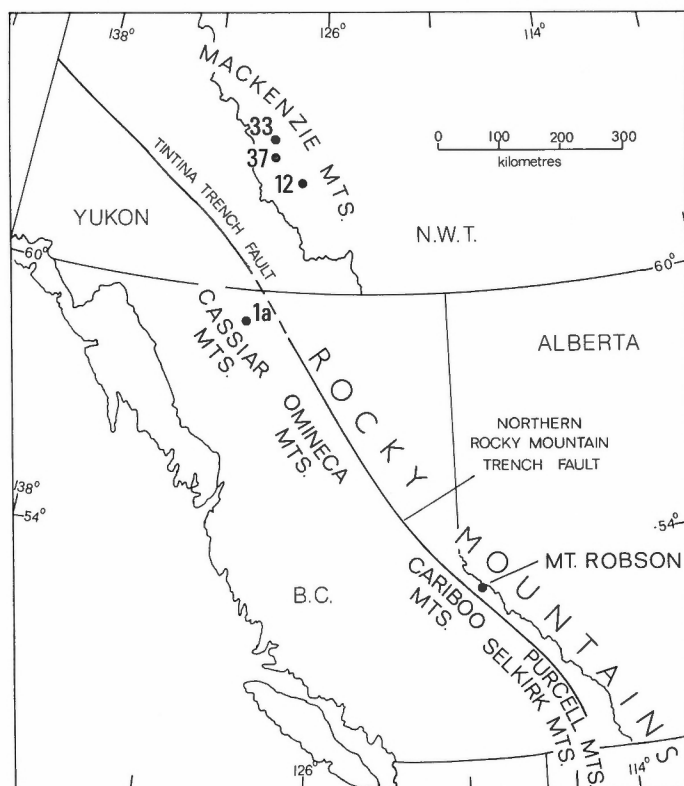 138°
126°
114°
MACKENZIE MTS.
33
37
12
0 100 200 300
kilometres
TINTINA TRENCH FAULT
YUKON
N.W.T.
60°
60°
1a
CASSIAR
MTS.
ALBERTA
ROCKY MOUNTAINS
OMINECA
MTS.
NORTHERN
ROCKY MOUNTAIN
TRENCH FAULT
138°
54°
54°
MT. ROBSON
B.C.
CARIBOO
MTS.
SELKIRK MTS.
PURCELL MTS.
126°
114°